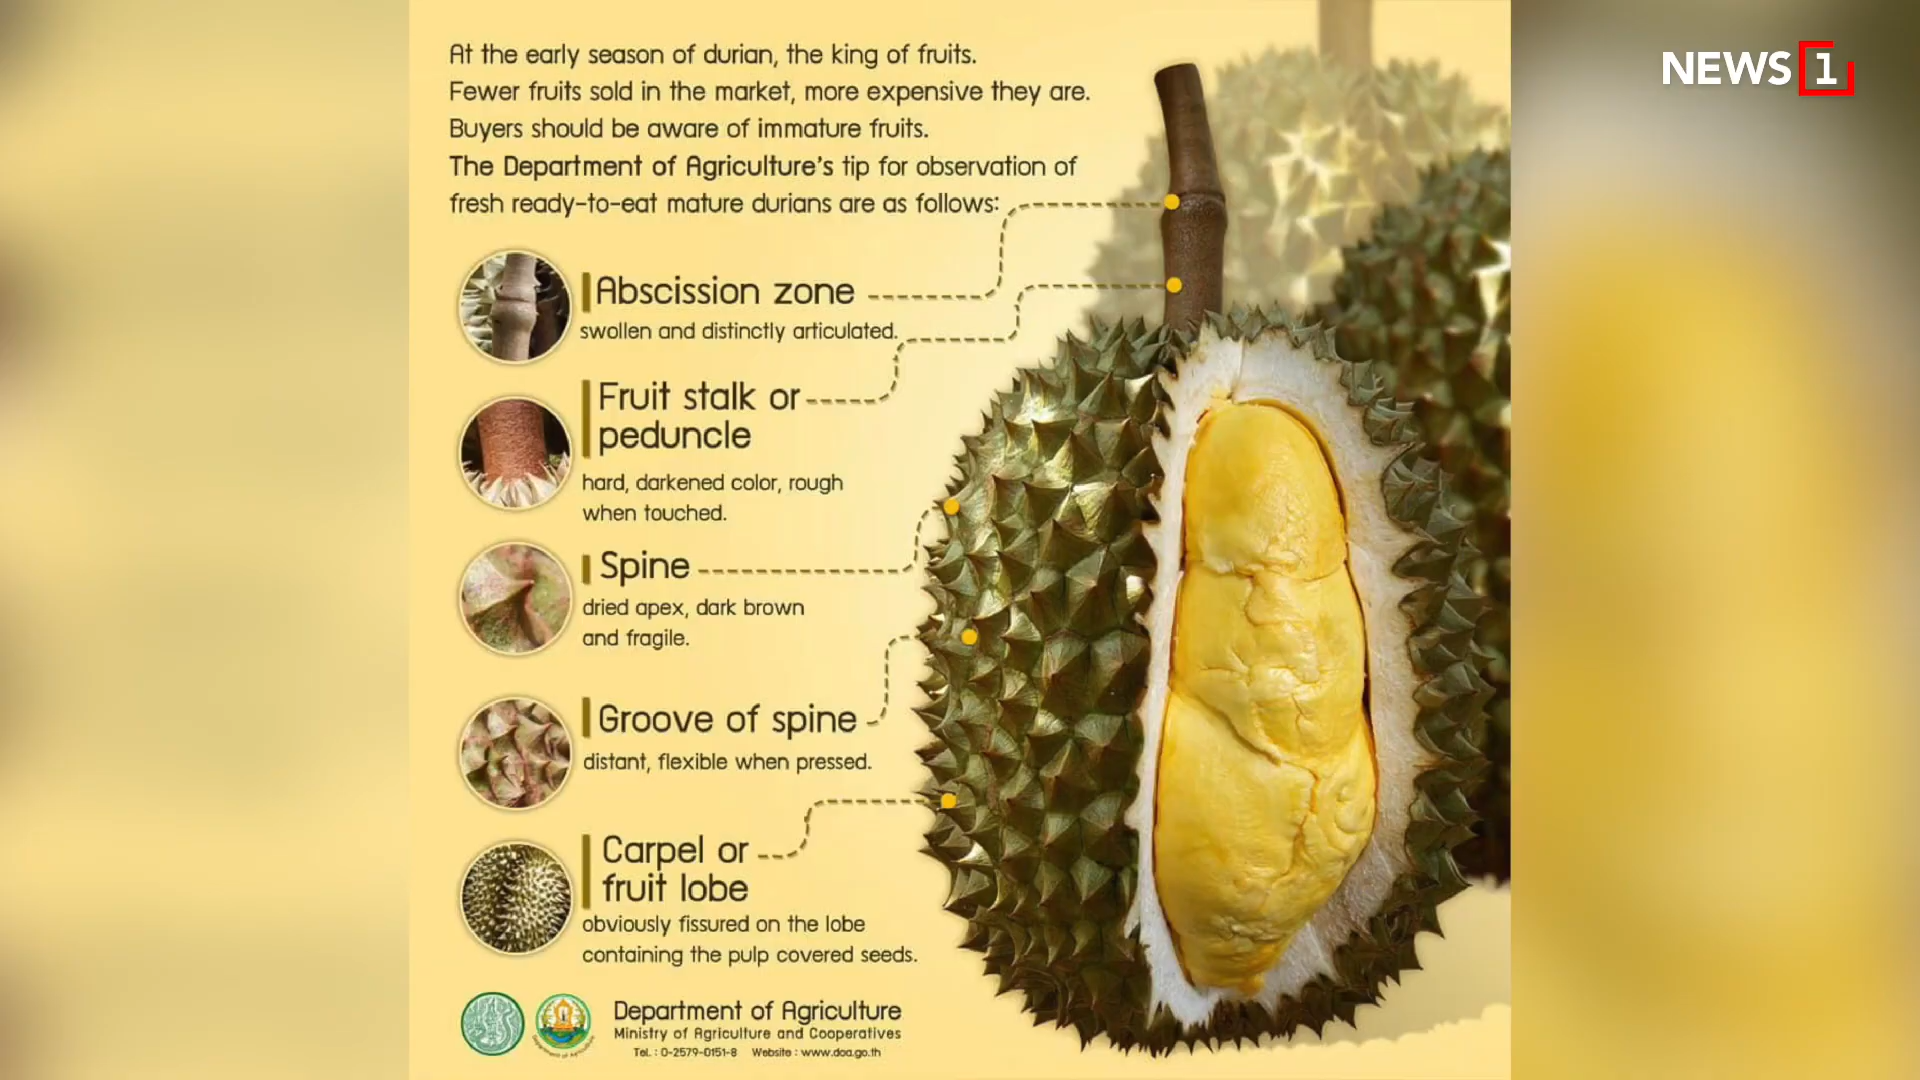 At the early season of durian, the king of fruits.
Fewer fruits sold in the market, more expensive they are.
Buyers should be aware of immature fruits.
The Department of Agriculture's tip for observation of
fresh ready-to-eat mature durians are as follows:
NEWS 1
Abscission zone
swollen and distinctly articulated.
Fruit stalk or
peduncle
hard, darkened color, rough
when touched.
Spine
dried apex, dark brown
and fragile.
Groove of spine
distant, flexible when pressed.
Carpel or
fruit lobe
obviously fissured on the lobe
containing the pulp covered seeds.
Department of Agriculture
Ministry of Agriculture and Cooperatives
Tel. : 0-2579-0151-8 Website : www.doa.go.th